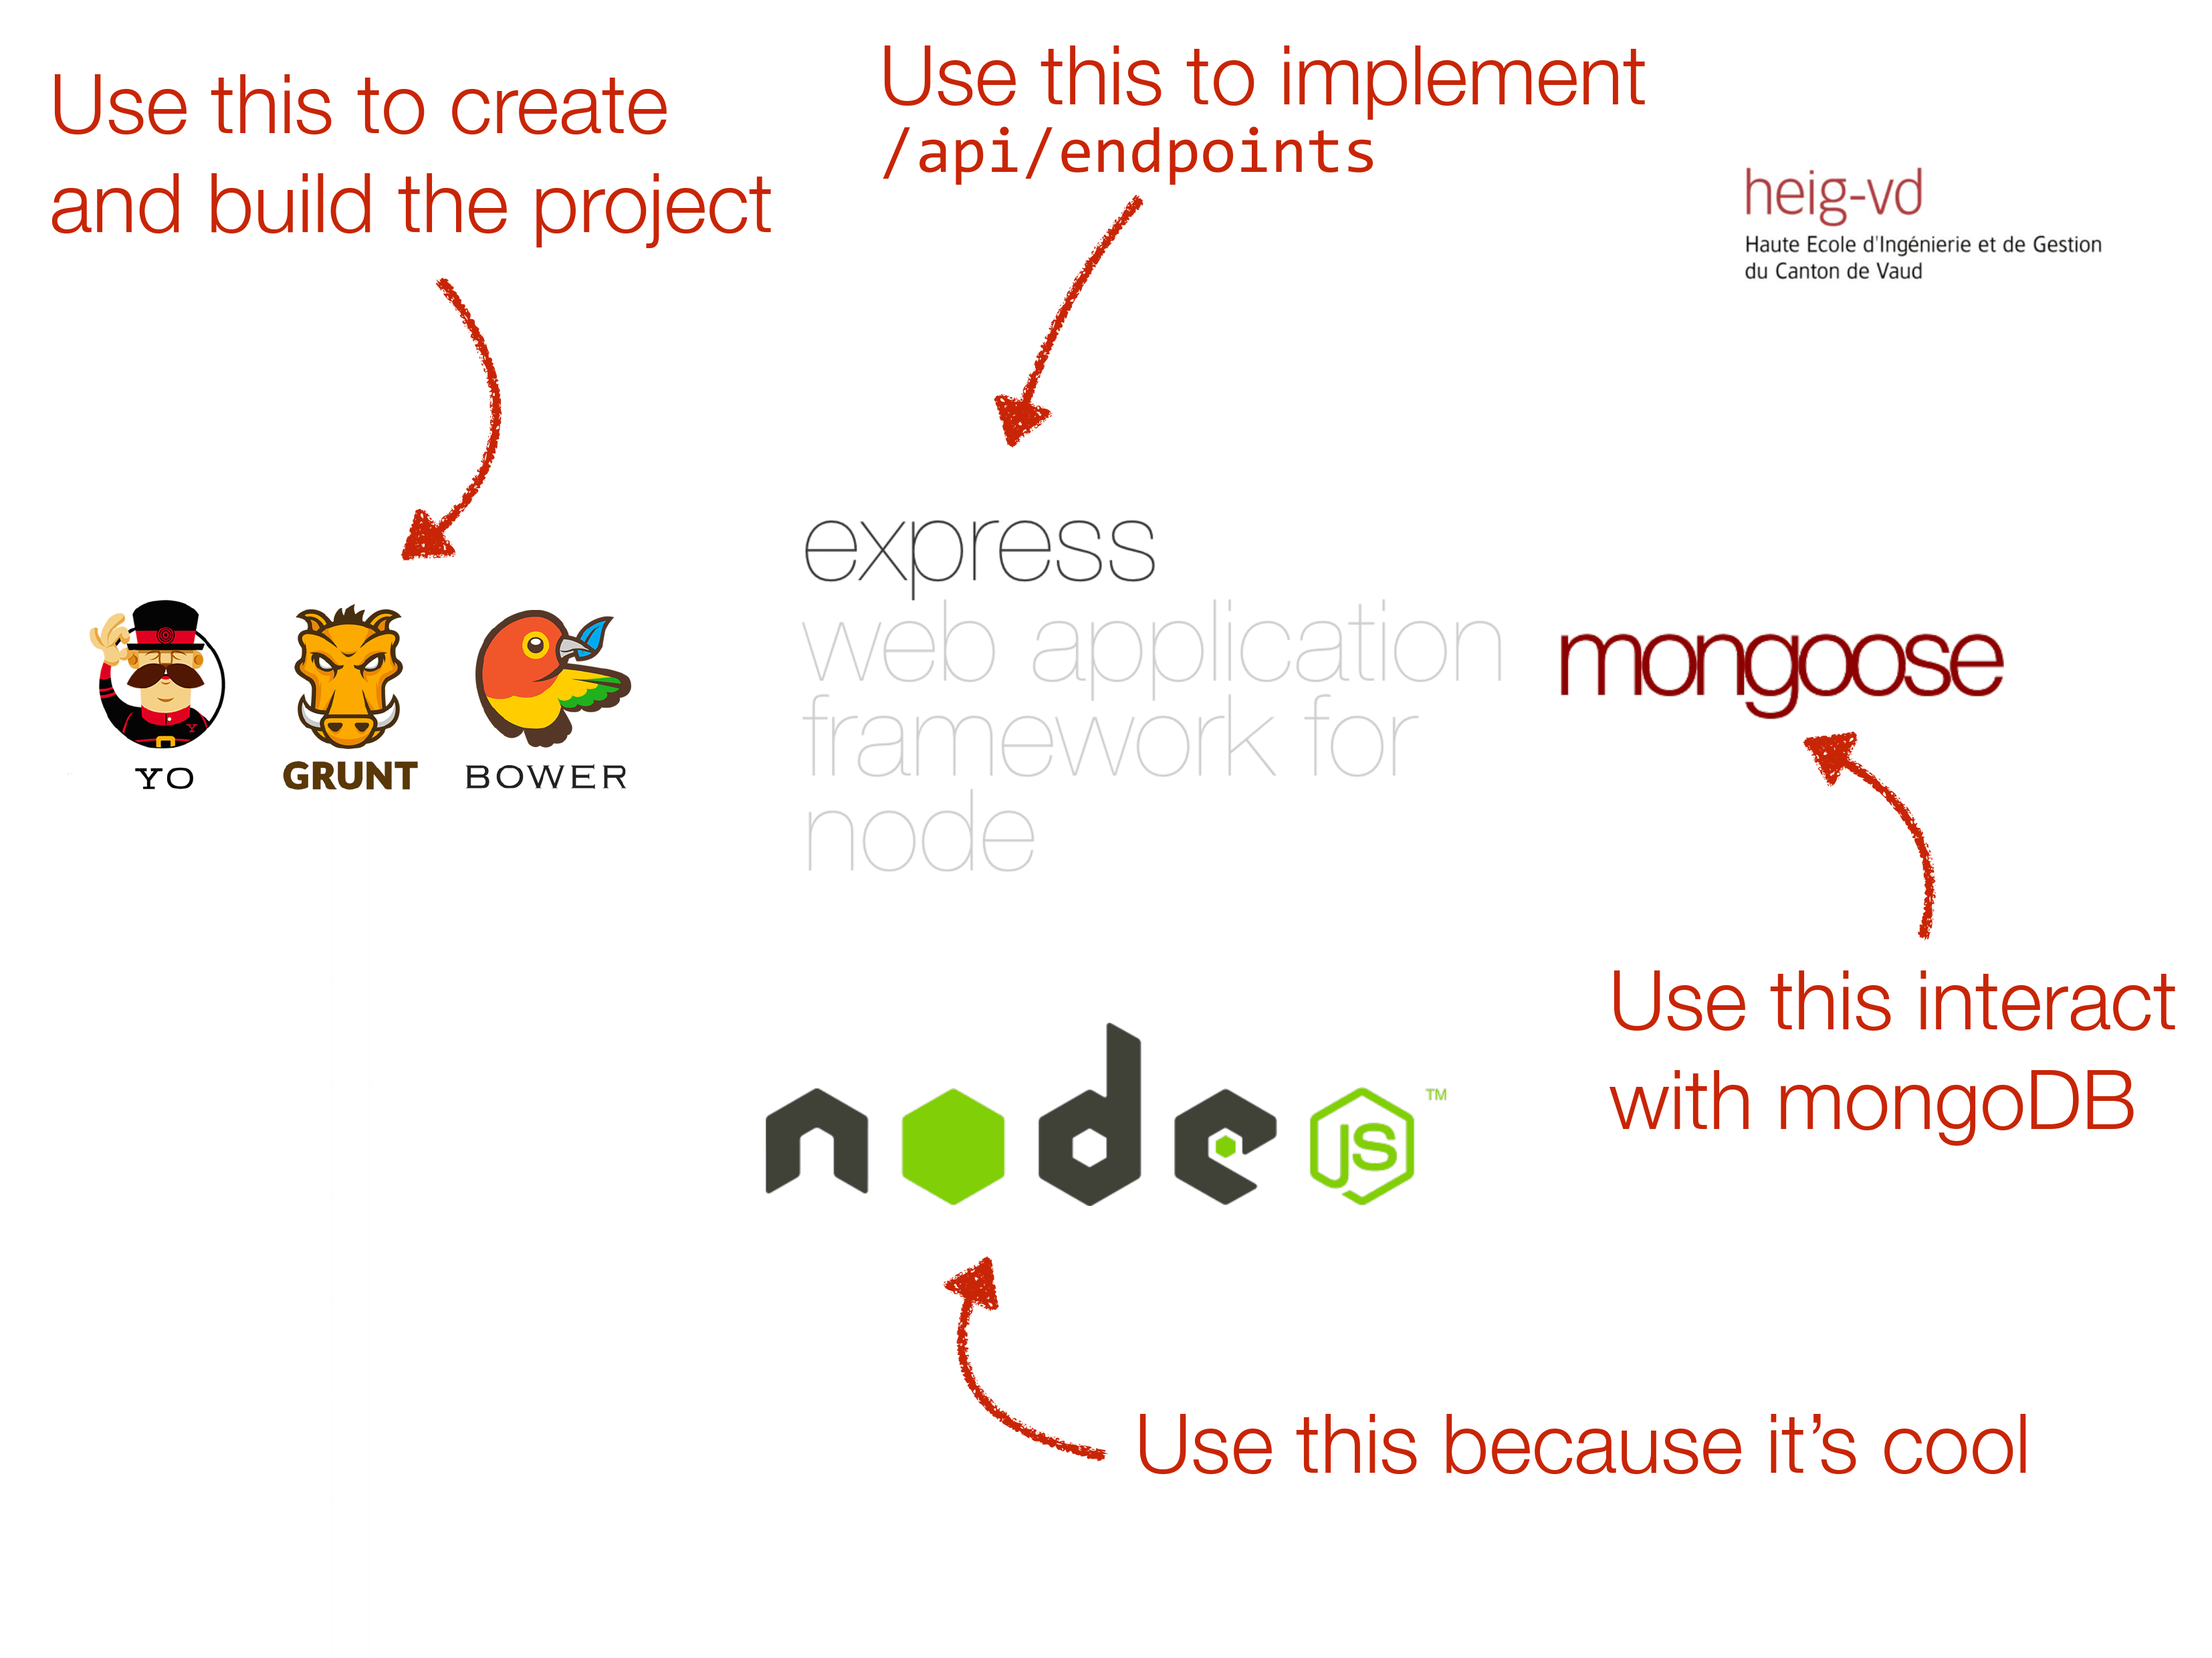 Use this to create
and build the project
Use this to implement
/api/endpoints
heig-vd
Haute Ecole d'Ingénierie et de Gestion
du Canton de Vaud
YO
GRUNT
BOWER
express
web application
framework for
node
mongoose
Use this interact
with mongoDB
node JS TM
Use this because it’s cool